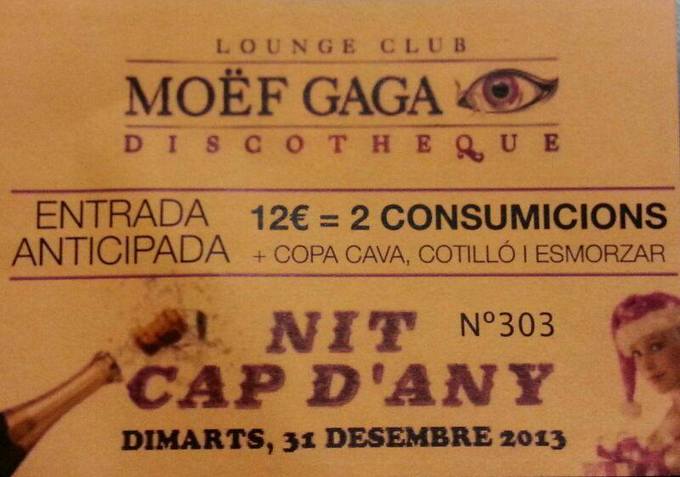 LOUNGE CLUB
MOËF GAGA
DISCOTHEQUE
ENTRADA ANTICIPADA
12€ = 2 CONSUMICIONS
+ COPA CAVA, COTILLÓ I ESMORZAR
Nº303
NIT
CAP D'ANY
DIMARTS, 31 DESEMBRE 2013